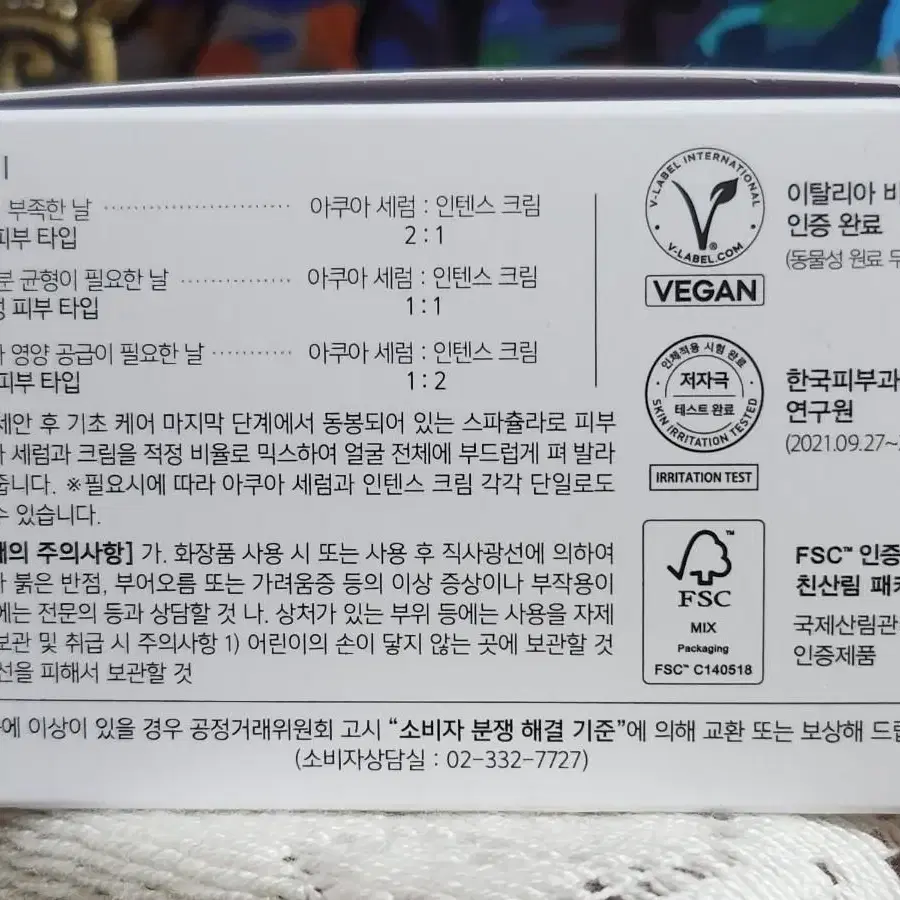 기
부족한 날 ⋯⋯⋯⋯⋯⋯⋯⋯ 아쿠아 세럼 : 인텐스 크림
피부 타입 2 : 1
분 균형이 필요한 날 ⋯⋯⋯⋯⋯ 아쿠아 세럼 : 인텐스 크림
성 피부 타입 1 : 1
영양 공급이 필요한 날 ⋯⋯⋯⋯ 아쿠아 세럼 : 인텐스 크림
피부 타입 1 : 2
세안 후 기초 케어 마지막 단계에서 동봉되어 있는 스파츌라로 피부
세럼과 크림을 적정 비율로 믹스하여 얼굴 전체에 부드럽게 펴 발라
줍니다. ※필요시에 따라 아쿠아 세럼과 인텐스 크림 각각 단일로도
수 있습니다.
의 주의사항] 가. 화장품 사용 시 또는 사용 후 직사광선에 의하여
붉은 반점, 부어오름 또는 가려움증 등의 이상 증상이나 부작용이
에는 전문의 등과 상담할 것 나. 상처가 있는 부위 등에는 사용을 자제
보관 및 취급 시 주의사항 1) 어린이의 손이 닿지 않는 곳에 보관할 것
선을 피해서 보관할 것
V-LABEL INTERNATIONAL
V-LABEL.COM
VEGAN
이탈리아 비
인증 완료
(동물성 원료 무
인체적용 시험 완료
저자극
테스트 완료
SKIN IRRITATION TESTED
IRRITATION TEST
한국피부과
연구원
(2021.09.27~
FSC
MIX
Packaging
FSC™ C140518
FSC™ 인증
친산림 패키
국제산림관
인증제품
에 이상이 있을 경우 공정거래위원회 고시 “소비자 분쟁 해결 기준”에 의해 교환 또는 보상해 드립
(소비자상담실 : 02-332-7727)